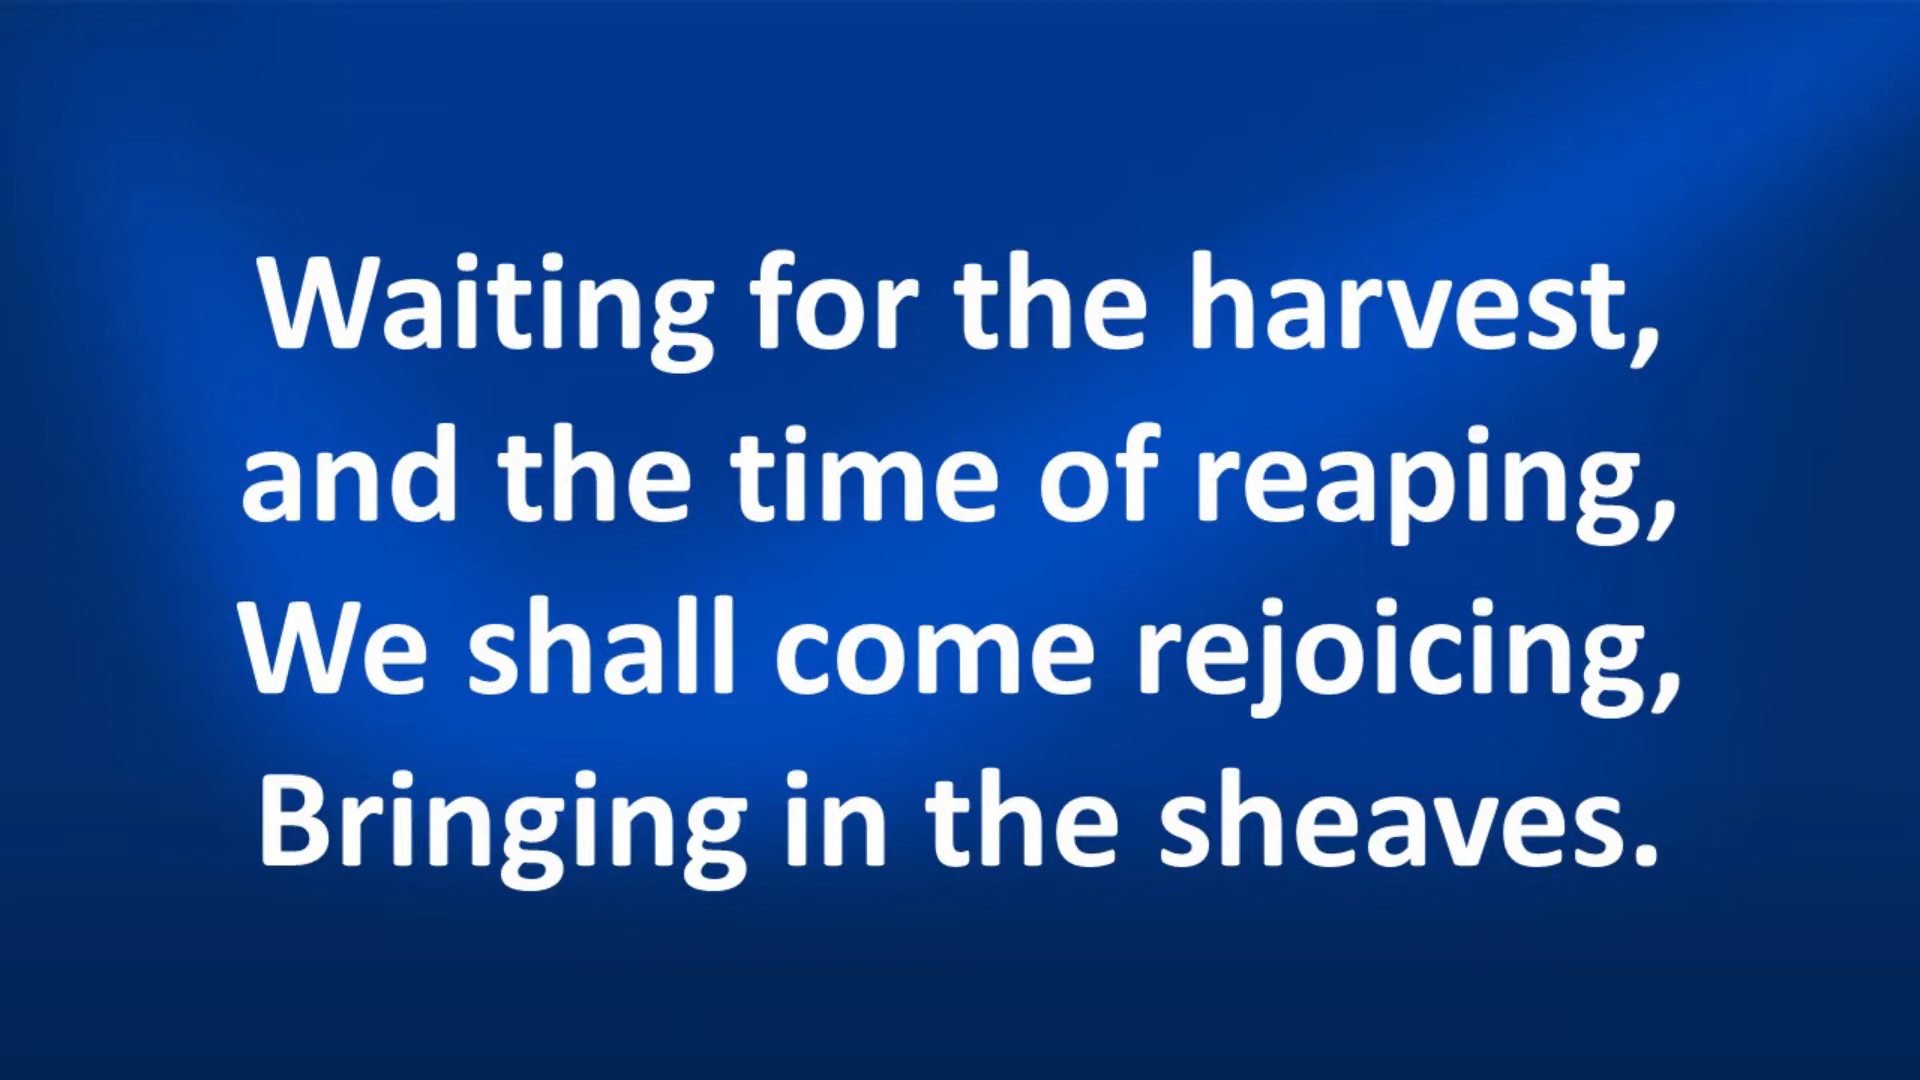 Waiting for the harvest,
and the time of reaping,
We shall come rejoicing,
Bringing in the sheaves.